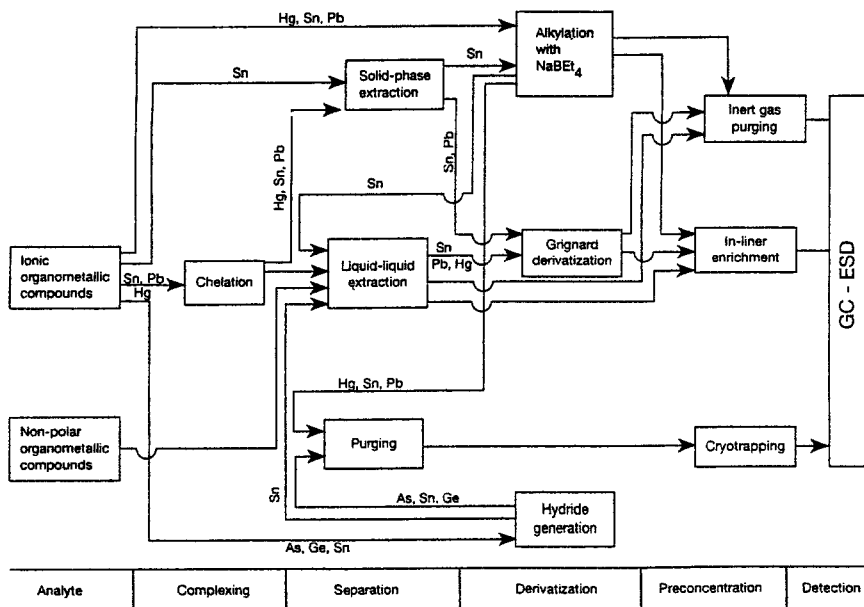 Hg, Sn, Pb
Alkylation
with
NaBEt4
Sn
Sn
Solid-phase
extraction
Inert gas
purging
Hg, Sn, Pb
Sn, Pb
Sn
Ionic
organometallic
compounds
Sn, Pb
Hg
Chelation
Liquid-liquid
extraction
Sn
Pb, Hg
Grignard
derivatization
In-liner
enrichment
GC - ESD
Hg, Sn, Pb
Non-polar
organometallic
compounds
Purging
Cryotrapping
Sn
As, Sn, Ge
Hydride
generation
As, Ge, Sn
Analyte
Complexing
Separation
Derivatization
Preconcentration
Detection